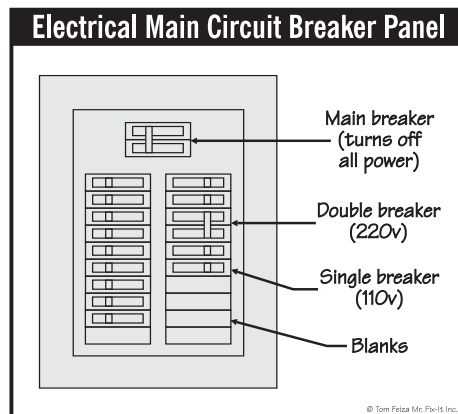 Electrical Main Circuit Breaker Panel
Main breaker
(turns off
all power)
Double breaker
(220v)
Single breaker
(110v)
Blanks
© Tom Feiza Mr. Fix-It Inc.